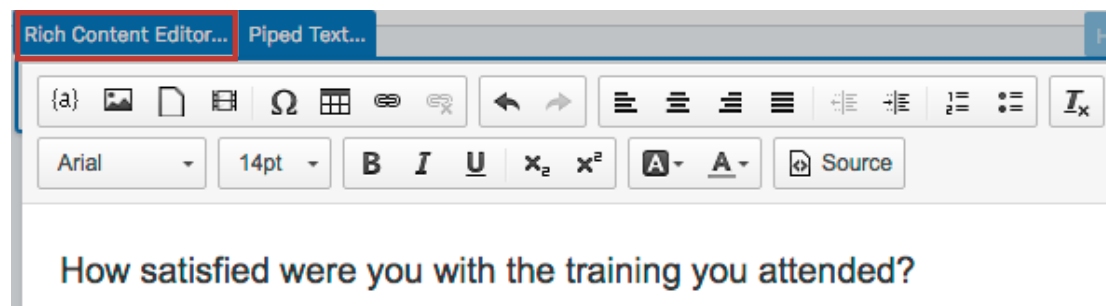 Rich Content Editor... Piped Text... H
{a} Ω I x
Arial 14pt B I U x₂ x² A A Source
How satisfied were you with the training you attended?